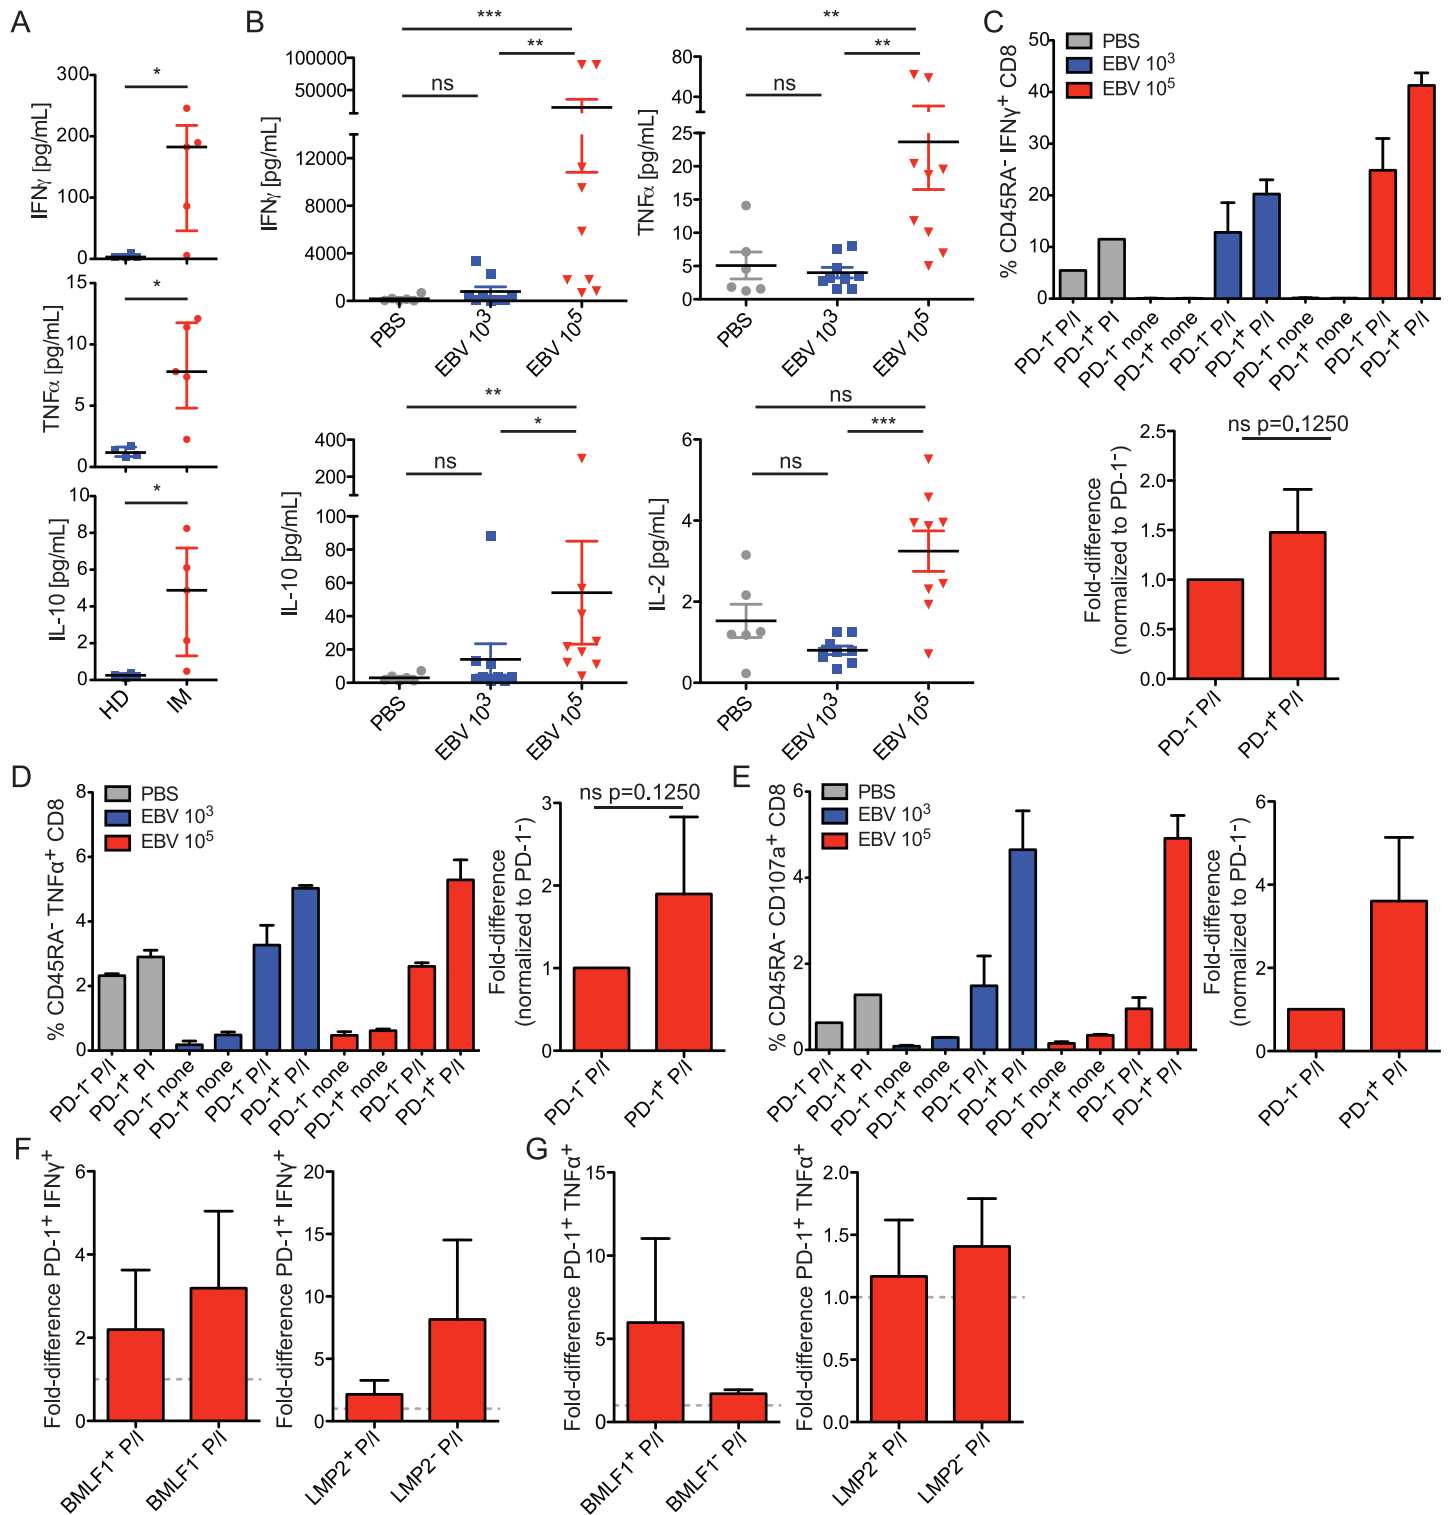 A
IFNγ [pg/mL]
300
200
100
0
*
TNFα [pg/mL]
15
10
5
0
*
IL-10 [pg/mL]
10
8
6
4
2
0
*
HD
IM
B
IFNγ [pg/mL]
100000
50000
12000
8000
4000
0
***
**
ns
PBS
EBV 10³
EBV 10⁵
TNFα [pg/mL]
80
40
25
20
15
10
5
0
**
**
ns
PBS
EBV 10³
EBV 10⁵
IL-10 [pg/mL]
400
200
100
80
60
40
20
0
**
*
ns
PBS
EBV 10³
EBV 10⁵
IL-2 [pg/mL]
6
4
2
0
ns
***
ns
PBS
EBV 10³
EBV 10⁵
C
% CD45RA⁻ IFNγ⁺ CD8
50
40
30
20
10
0
PBS
EBV 10³
EBV 10⁵
PD-1⁻ P/I
PD-1⁺ PI
PD-1⁻ none
PD-1⁺ none
PD-1⁻ P/I
PD-1⁺ P/I
PD-1⁻ none
PD-1⁺ none
PD-1⁻ P/I
PD-1⁺ P/I
Fold-difference
(normalized to PD-1⁻)
2.5
2.0
1.5
1.0
0.5
0.0
ns p=0.1250
PD-1⁻ P/I
PD-1⁺ P/I
D
% CD45RA⁻ TNFα⁺ CD8
8
6
4
2
0
PBS
EBV 10³
EBV 10⁵
PD-1⁻ P/I
PD-1⁺ PI
PD-1⁻ none
PD-1⁺ none
PD-1⁻ P/I
PD-1⁺ P/I
PD-1⁻ none
PD-1⁺ none
PD-1⁻ P/I
PD-1⁺ P/I
Fold-difference
(normalized to PD-1⁻)
3
2
1
0
ns p=0.1250
PD-1⁻ P/I
PD-1⁺ P/I
E
% CD45RA⁻ CD107a⁺ CD8
6
4
2
0
PBS
EBV 10³
EBV 10⁵
PD-1⁻ P/I
PD-1⁺ PI
PD-1⁻ none
PD-1⁺ none
PD-1⁻ P/I
PD-1⁺ P/I
PD-1⁻ none
PD-1⁺ none
PD-1⁻ P/I
PD-1⁺ P/I
Fold-difference
(normalized to PD-1⁻)
6
4
2
0
PD-1⁻ P/I
PD-1⁺ P/I
F
Fold-difference PD-1⁺ IFNγ⁺
6
4
2
0
BMLF1⁺ P/I
BMLF1⁻ P/I
Fold-difference PD-1⁺ IFNγ⁺
20
15
10
5
0
LMP2⁺ P/I
LMP2⁻ P/I
G
Fold-difference PD-1⁺ TNFα⁺
15
10
5
0
BMLF1⁺ P/I
BMLF1⁻ P/I
Fold-difference PD-1⁺ TNFα⁺
2.0
1.5
1.0
0.5
0.0
LMP2⁺ P/I
LMP2⁻ P/I